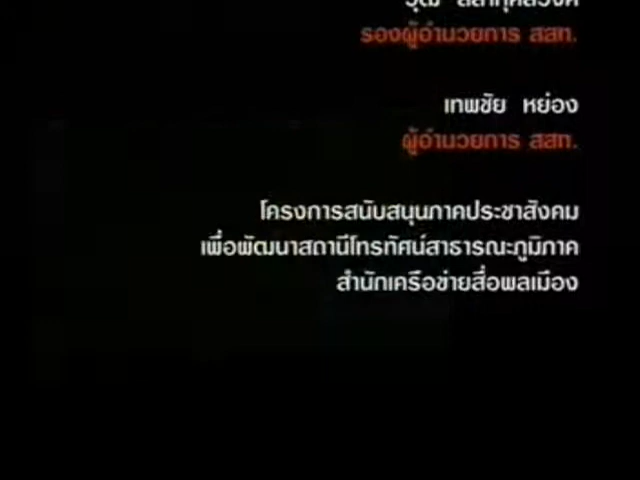 รองผู้อำนวยการ สสท.
เทพชัย หย่อง
ผู้อำนวยการ สสท.
โครงการสนับสนุนภาคประชาสังคม
เพื่อพัฒนาสถานีโทรทัศน์สาธารณะภูมิภาค
สำนักเครือข่ายสื่อพลเมือง